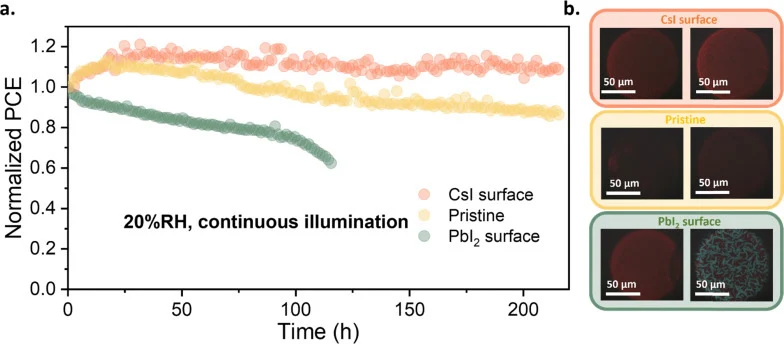 a.
Normalized PCE
1.2
1.0
0.8
0.6
0.4
0.2
0.0
20%RH, continuous illumination
CsI surface
Pristine
PbI₂ surface
0
50
100
150
200
Time (h)
b.
CsI surface
50 µm
50 µm
Pristine
50 µm
50 µm
PbI₂ surface
50 µm
50 µm